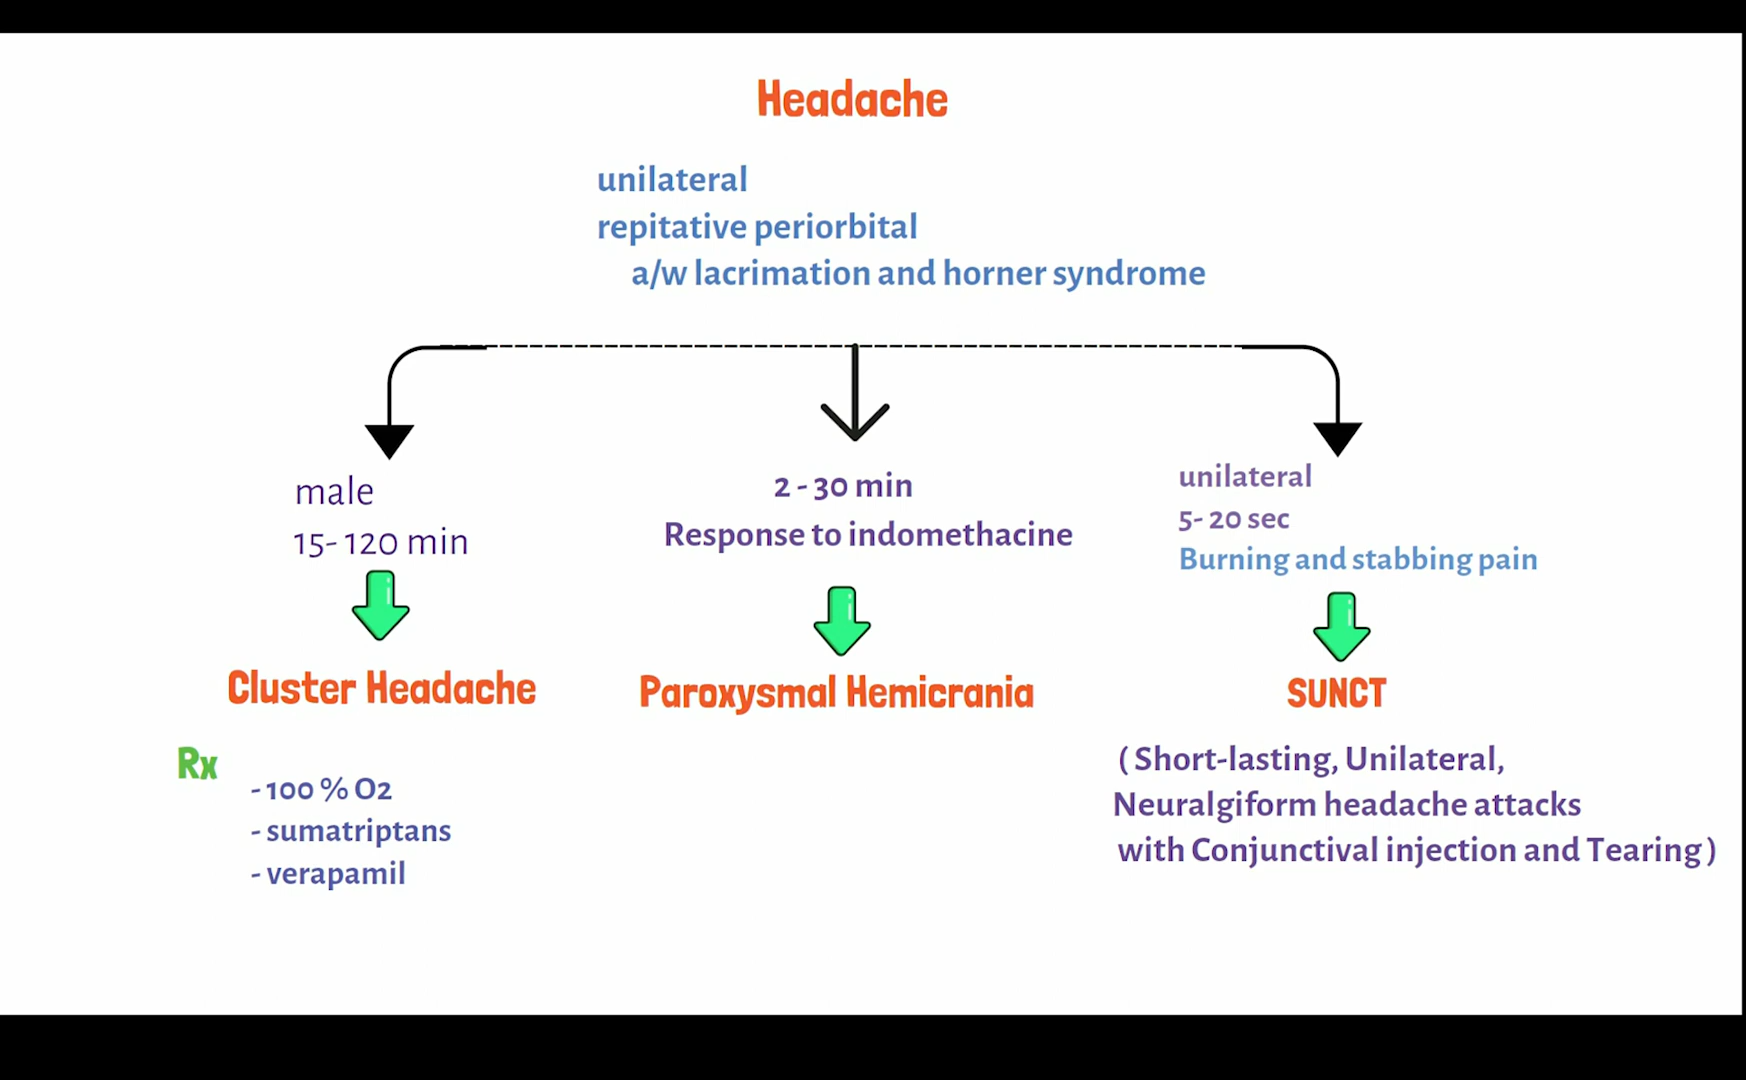 Headache
unilateral
repitative periorbital
a/w lacrimation and horner syndrome
male
15-120 min
Cluster Headache
Rx
- 100 % O2
- sumatriptans
- verapamil
2 - 30 min
Response to indomethacine
Paroxysmal Hemicrania
unilateral
5- 20 sec
Burning and stabbing pain
SUNCT
( Short-lasting, Unilateral,
Neuralgiform headache attacks
with Conjunctival injection and Tearing )